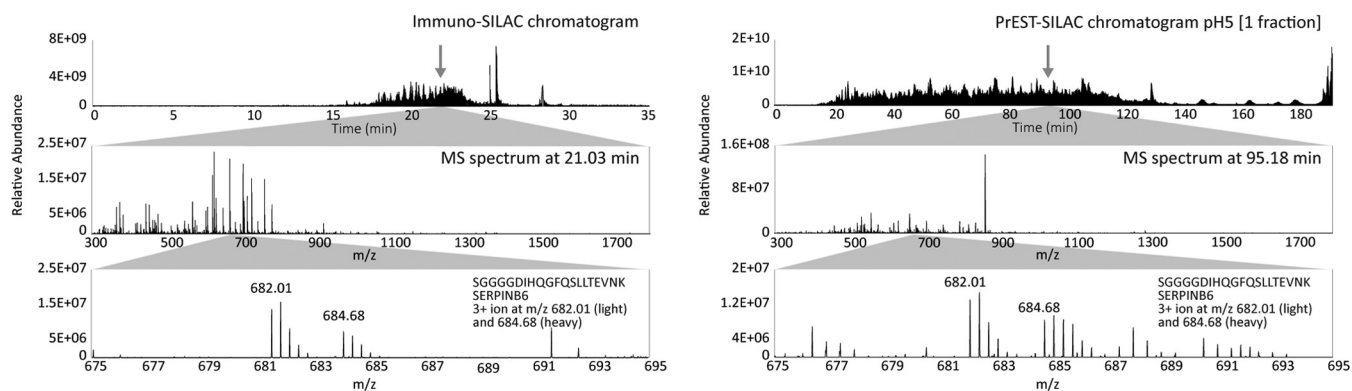 Immuno-SILAC chromatogram
8E+09
4E+09
0
0 5 10 15 20 25 30 35
Time (min)
Relative Abundance
2.5E+07
1.5E+07
5E+06
0
MS spectrum at 21.03 min
300 500 700 900 1100 1300 1500 1700
m/z
2.5E+07
1.5E+07
5E+06
0
682.01
684.68
SGGGGDIHQGFQSLLTEVNK
SERPINB6
3+ ion at m/z 682.01 (light)
and 684.68 (heavy)
675 677 679 681 683 685 687 689 691 693 695
m/z
PrEST-SILAC chromatogram pH5 [1 fraction]
2E+10
1E+10
0
0 20 40 60 80 100 120 140 160 180
Time (min)
Relative Abundance
1.6E+08
8E+07
0
MS spectrum at 95.18 min
300 500 700 900 1100 1300 1500 1700
m/z
2E+07
1.2E+07
4E+06
0
682.01
684.68
SGGGGDIHQGFQSLLTEVNK
SERPINB6
3+ ion at m/z 682.01 (light)
and 684.68 (heavy)
675 675 679 681 683 685 687 689 691 693 695
m/z